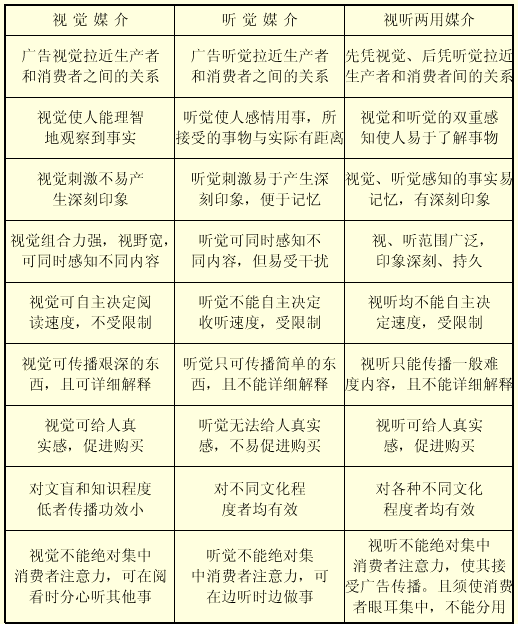 视觉媒介
听觉媒介
视听两用媒介
广告视觉拉近生产者
和消费者之间的关系
广告听觉拉近生产者
和消费者之间的关系
先凭视觉、后凭听觉拉近
生产者和消费者间的关系
视觉使人能理智
地观察到事实
听觉使人感情用事，所
接受的事物与实际有距离
视觉和听觉的双重感
知使人易于了解事物
视觉刺激不易产
生深刻印象
听觉刺激易于产生深
刻印象，便于记忆
视觉、听觉感知的事实易
记忆，有深刻印象
视觉组合力强，视野宽，
可同时感知不同内容
听觉可同时感知不
同内容，但易受干扰
视、听范围广泛，
印象深刻、持久
视觉可自主决定阅
读速度，不受限制
听觉不能自主决定
收听速度，受限制
视听均不能自主决
定速度，受限制
视觉可传播艰深的东
西，且可详细解释
听觉只可传播简单的东
西，且不能详细解释
视听只能传播一般难
度内容，且不能详细解释
视觉可给人真
实感，促进购买
听觉无法给人真实
感，不易促进购买
视听可给人真实
感，促进购买
对文盲和知识程度
低者传播功效小
对不同文化程
度者均有效
对各种不同文化
程度者均有效
视觉不能绝对集中
消费者注意力，可在阅
看时分心听其他事
听觉不能绝对集
中消费者注意力，可
在边听时边做事
视听不能绝对集中
消费者注意力，使其接
受广告传播。且须使消费
者眼耳集中，不能分用